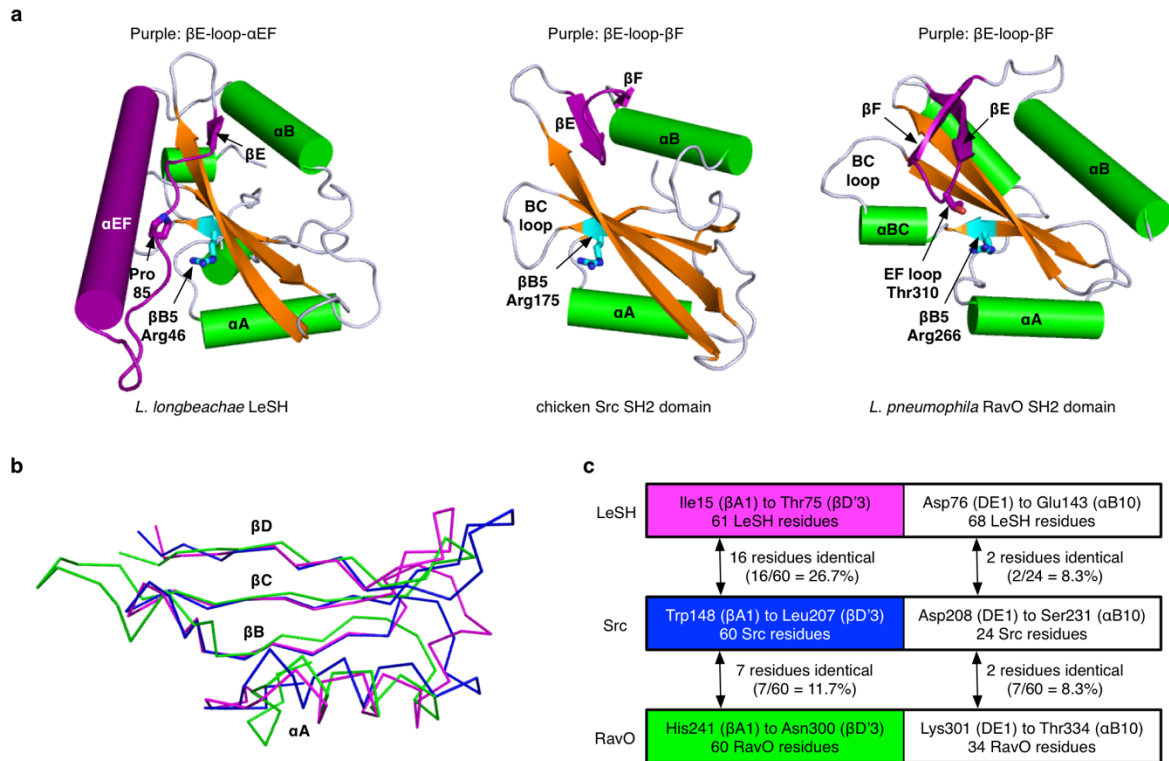 a
Purple: βE-loop-αEF
Purple: βE-loop-βF
Purple: βE-loop-βF
αB
βE
αEF
Pro
85
βB5
Arg46
αA
L. longbeachae LeSH
βF
βE
αB
BC
loop
βB5
Arg175
αA
chicken Src SH2 domain
βF
βE
BC
loop
αB
αBC
EF loop
Thr310
βB5
Arg266
αA
L. pneumophila RavO SH2 domain
b
βD
βC
βB
αA
c
LeSH
Ile15 (βA1) to Thr75 (βD'3)
61 LeSH residues
Asp76 (DE1) to Glu143 (αB10)
68 LeSH residues
16 residues identical
(16/60 = 26.7%)
2 residues identical
(2/24 = 8.3%)
Src
Trp148 (βA1) to Leu207 (βD'3)
60 Src residues
Asp208 (DE1) to Ser231 (αB10)
24 Src residues
7 residues identical
(7/60 = 11.7%)
2 residues identical
(7/60 = 8.3%)
RavO
His241 (βA1) to Asn300 (βD'3)
60 RavO residues
Lys301 (DE1) to Thr334 (αB10)
34 RavO residues